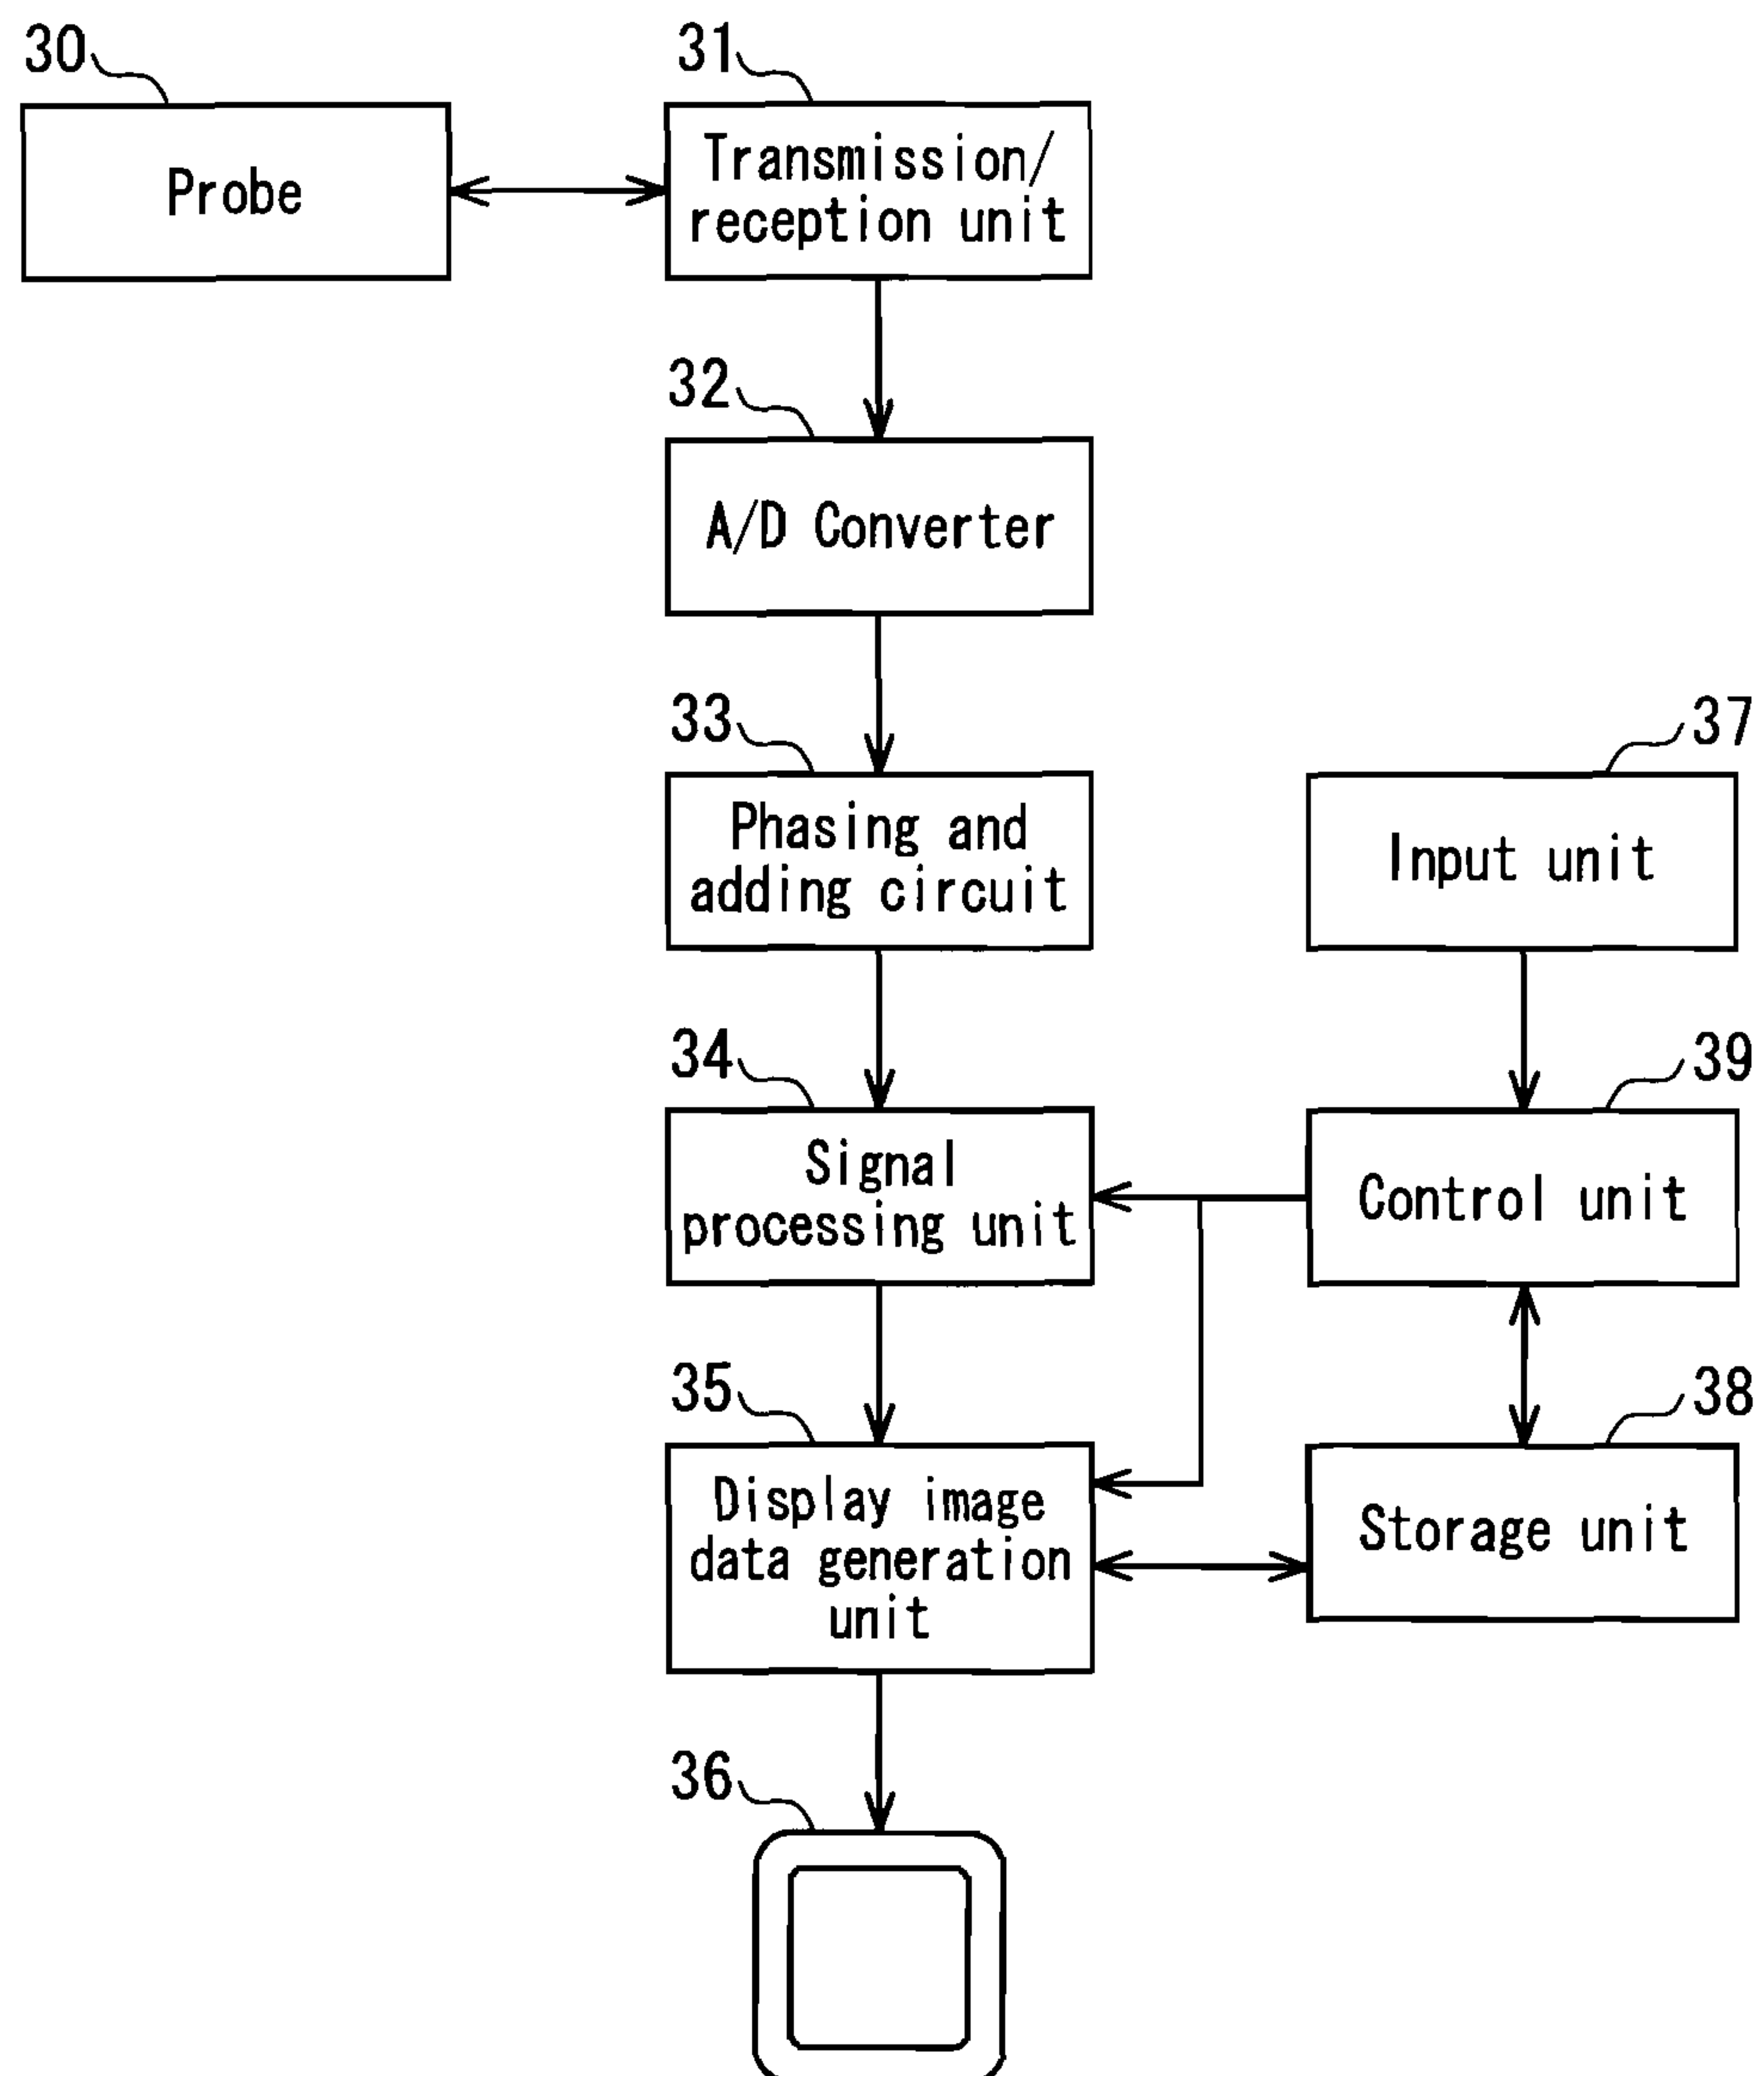 30
31
Probe
Transmission/
reception unit
32
A/D Converter
33
37
Phasing and
adding circuit
Input unit
34
39
Signal
processing unit
Control unit
35
38
Display image
data generation
unit
Storage unit
36